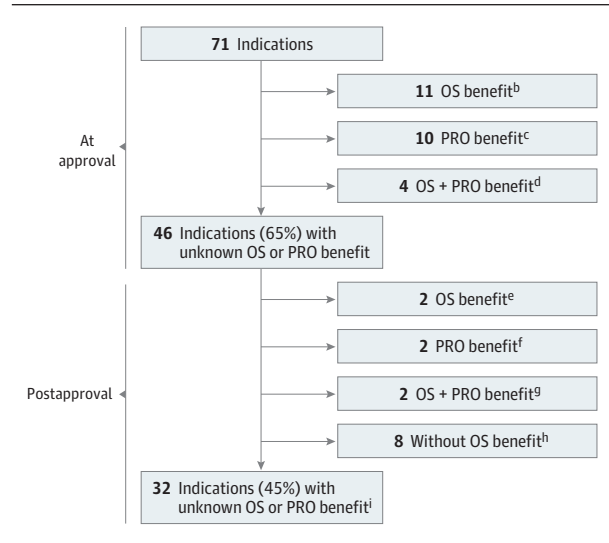 71 Indications
11 OS benefitᵇ
10 PRO benefitᶜ
At
approval
4 OS + PRO benefitᵈ
46 Indications (65%) with
unknown OS or PRO benefit
2 OS benefitᵉ
2 PRO benefitᶠ
Postapproval
2 OS + PRO benefitᵍ
8 Without OS benefitʰ
32 Indications (45%) with
unknown OS or PRO benefitⁱ